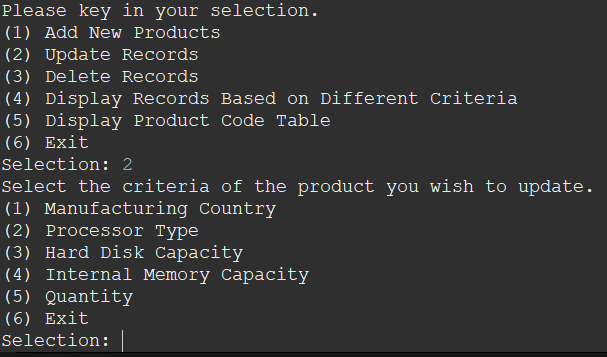 Please key in your selection.
(1) Add New Products
(2) Update Records
(3) Delete Records
(4) Display Records Based on Different Criteria
(5) Display Product Code Table
(6) Exit
Selection: 2
Select the criteria of the product you wish to update.
(1) Manufacturing Country
(2) Processor Type
(3) Hard Disk Capacity
(4) Internal Memory Capacity
(5) Quantity
(6) Exit
Selection: